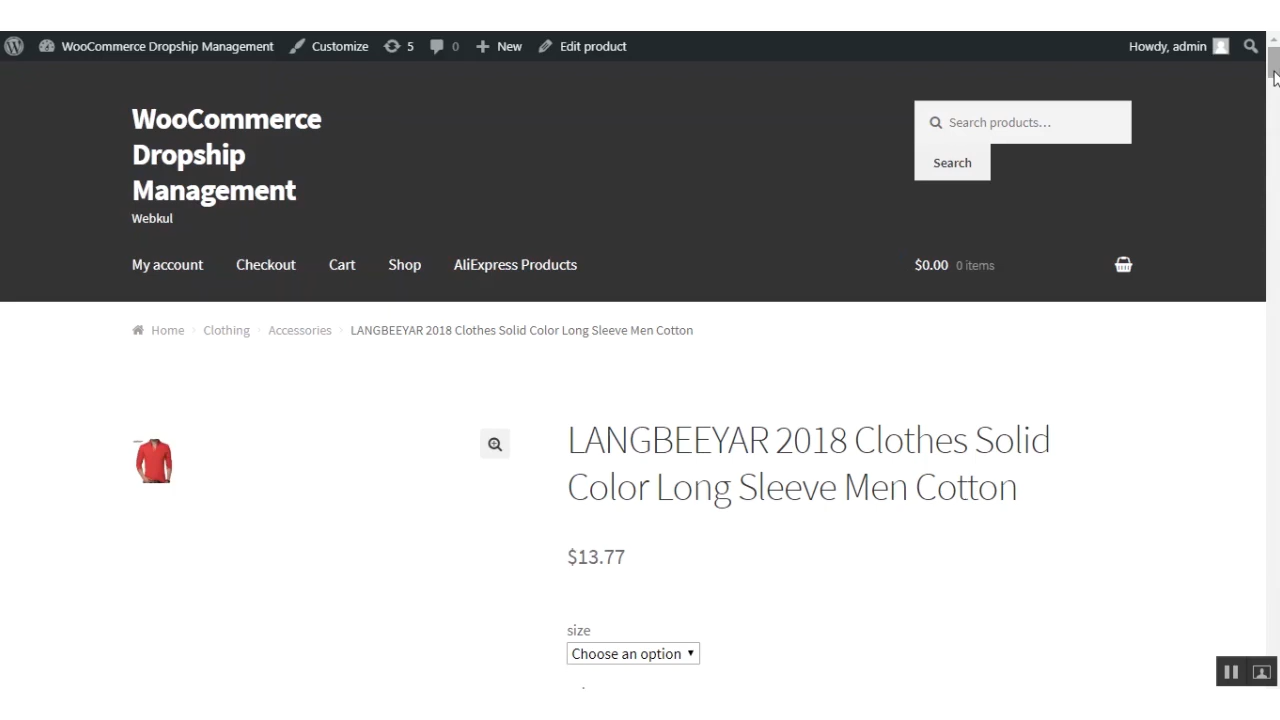 WooCommerce Dropship Management Customize 5 0 New Edit product Howdy, admin
WooCommerce
Dropship
Management
Webkul
Search products…
Search
My account Checkout Cart Shop AliExpress Products $0.00 0 items
Home Clothing Accessories LANGBEEYAR 2018 Clothes Solid Color Long Sleeve Men Cotton
LANGBEEYAR 2018 Clothes Solid
Color Long Sleeve Men Cotton
$13.77
size
Choose an option